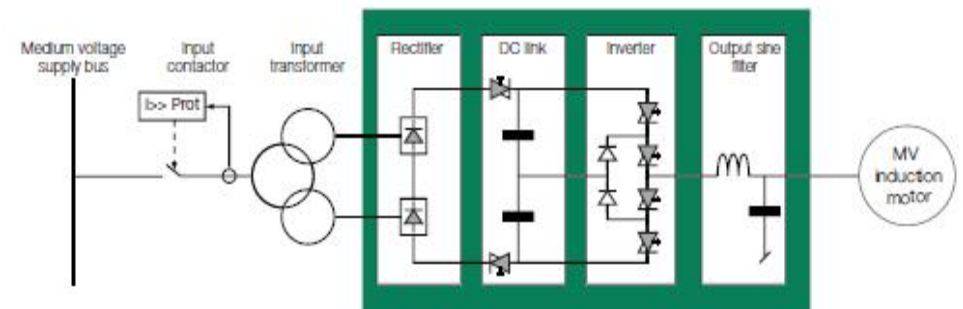 Medium voltage
supply bus
Input
contactor
Input
transformer
Rectifier
DC link
Inverter
Output sine
filter
I>> Prot
MV
induction
motor